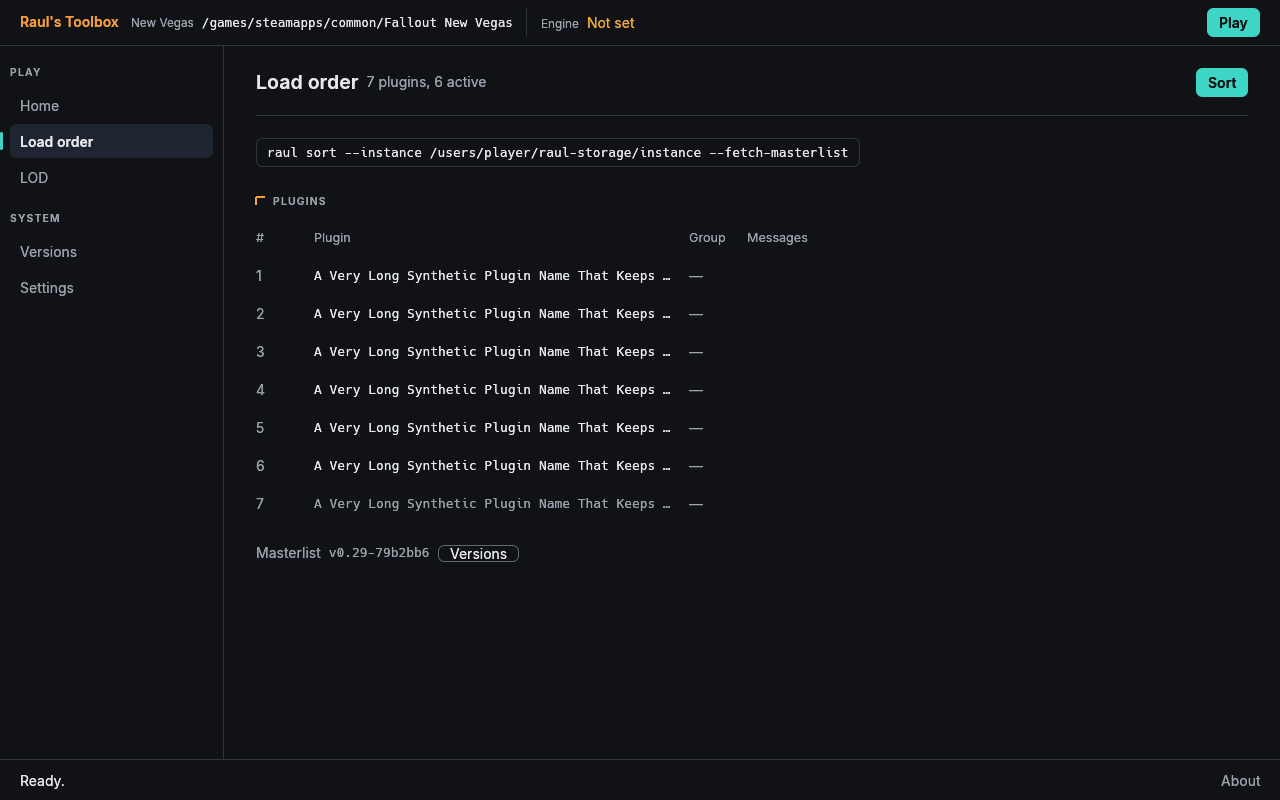 Raul's Toolbox New Vegas /games/steamapps/common/Fallout New Vegas Engine Not set Play
PLAY
Home
Load order
LOD
SYSTEM
Versions
Settings
Load order 7 plugins, 6 active Sort
raul sort --instance /users/player/raul-storage/instance --fetch-masterlist
PLUGINS
# Plugin Group Messages
1 A Very Long Synthetic Plugin Name That Keeps … —
2 A Very Long Synthetic Plugin Name That Keeps … —
3 A Very Long Synthetic Plugin Name That Keeps … —
4 A Very Long Synthetic Plugin Name That Keeps … —
5 A Very Long Synthetic Plugin Name That Keeps … —
6 A Very Long Synthetic Plugin Name That Keeps … —
7 A Very Long Synthetic Plugin Name That Keeps … —
Masterlist v0.29-79b2bb6 Versions
Ready. About